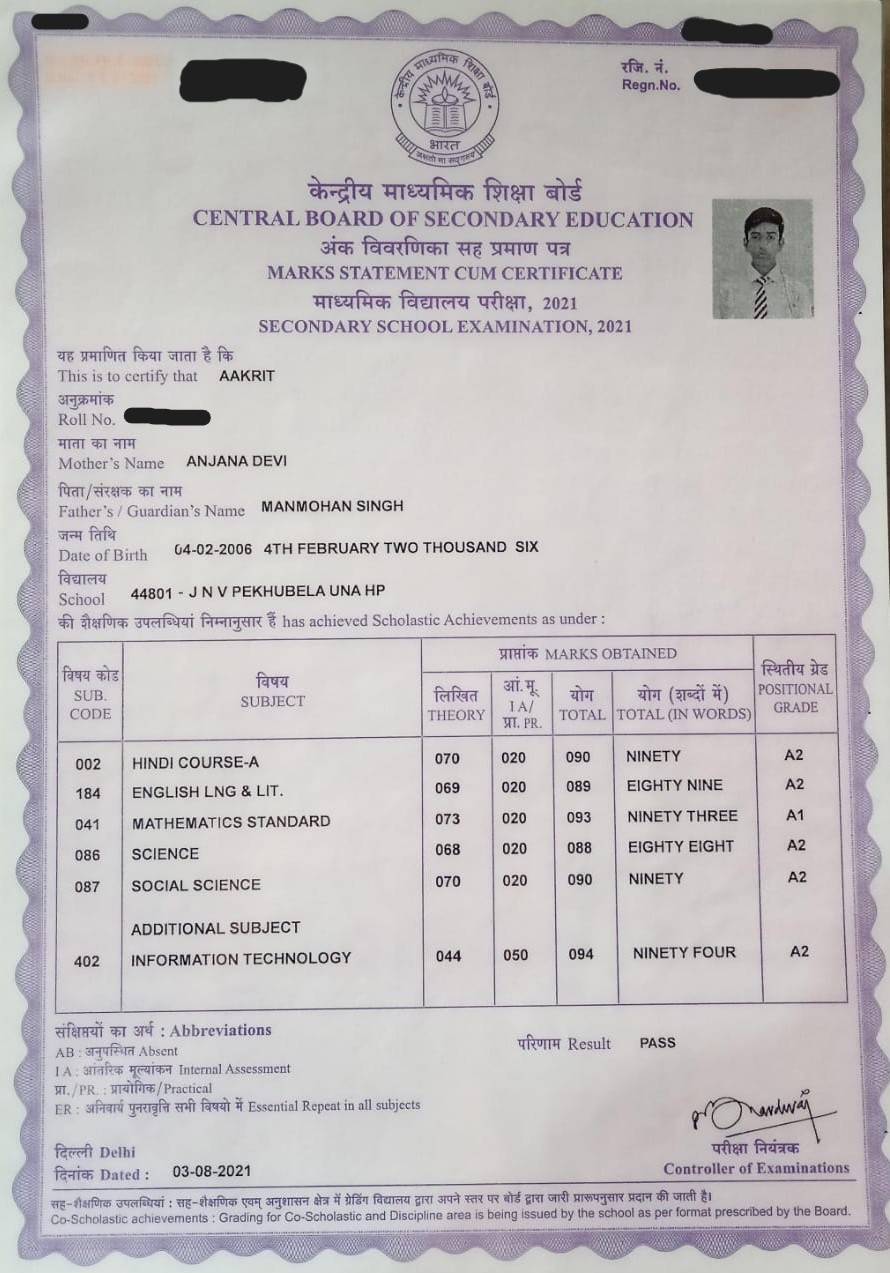 केन्द्रीय माध्यमिक शिक्षा बोर्ड
भारत
असतो मा सद्गमय
रजि. नं.
Regn.No.
केन्द्रीय माध्यमिक शिक्षा बोर्ड
CENTRAL BOARD OF SECONDARY EDUCATION
अंक विवरणिका सह प्रमाण पत्र
MARKS STATEMENT CUM CERTIFICATE
माध्यमिक विद्यालय परीक्षा, 2021
SECONDARY SCHOOL EXAMINATION, 2021
यह प्रमाणित किया जाता है कि
This is to certify that AAKRIT
अनुक्रमांक
Roll No.
माता का नाम
Mother's Name ANJANA DEVI
पिता/संरक्षक का नाम
Father's / Guardian's Name MANMOHAN SINGH
जन्म तिथि
Date of Birth 04-02-2006 4TH FEBRUARY TWO THOUSAND SIX
विद्यालय
School 44801 - J N V PEKHUBELA UNA HP
की शैक्षणिक उपलब्धियां निम्नानुसार हैं has achieved Scholastic Achievements as under :
विषय कोड
SUB.
CODE
विषय
SUBJECT
प्राप्तांक MARKS OBTAINED
लिखित
THEORY
आं.मू.
I A/
प्रा. PR.
योग
TOTAL
योग (शब्दों में)
TOTAL (IN WORDS)
स्थितीय ग्रेड
POSITIONAL
GRADE
002 HINDI COURSE-A 070 020 090 NINETY A2
184 ENGLISH LNG & LIT. 069 020 089 EIGHTY NINE A2
041 MATHEMATICS STANDARD 073 020 093 NINETY THREE A1
086 SCIENCE 068 020 088 EIGHTY EIGHT A2
087 SOCIAL SCIENCE 070 020 090 NINETY A2
ADDITIONAL SUBJECT
402 INFORMATION TECHNOLOGY 044 050 094 NINETY FOUR A2
संक्षिप्तियों का अर्थ : Abbreviations
AB : अनुपस्थित Absent
I A : आंतरिक मूल्यांकन Internal Assessment
प्रा./PR. : प्रायोगिक/Practical
ER : अनिवार्य पुनरावृत्ति सभी विषयो में Essential Repeat in all subjects
परिणाम Result PASS
दिल्ली Delhi
दिनांक Dated : 03-08-2021
परीक्षा नियंत्रक
Controller of Examinations
सह-शैक्षणिक उपलब्धियां : सह-शैक्षणिक एवम् अनुशासन क्षेत्र में ग्रेडिंग विद्यालय द्वारा अपने स्तर पर बोर्ड द्वारा जारी प्रारूपनुसार प्रदान की जाती है।
Co-Scholastic achievements : Grading for Co-Scholastic and Discipline area is being issued by the school as per format prescribed by the Board.